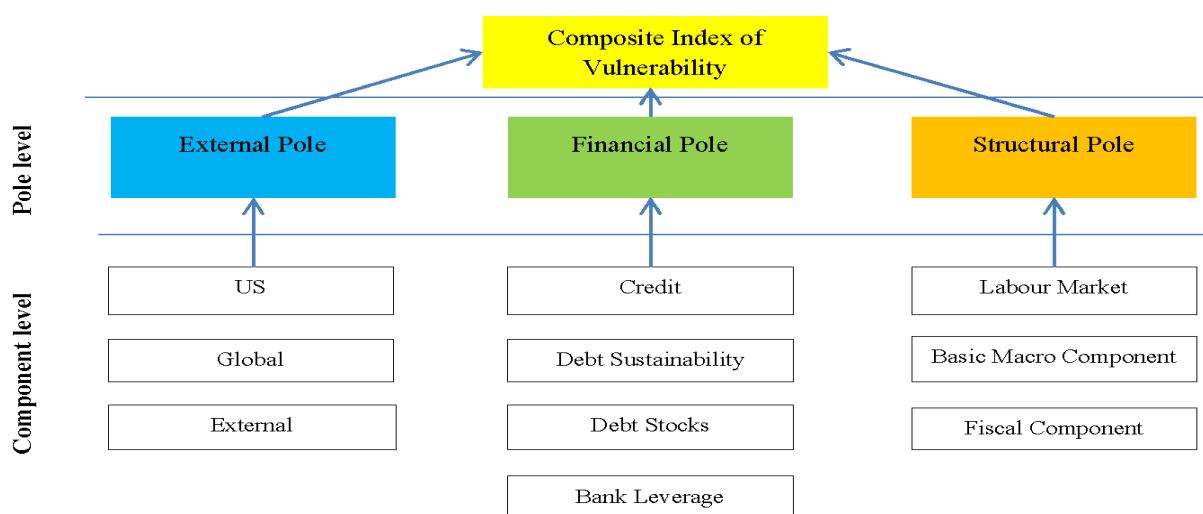 Composite Index of
Vulnerability
Pole level
External Pole
Financial Pole
Structural Pole
Component level
US
Credit
Labour Market
Global
Debt Sustainability
Basic Macro Component
External
Debt Stocks
Fiscal Component
Bank Leverage